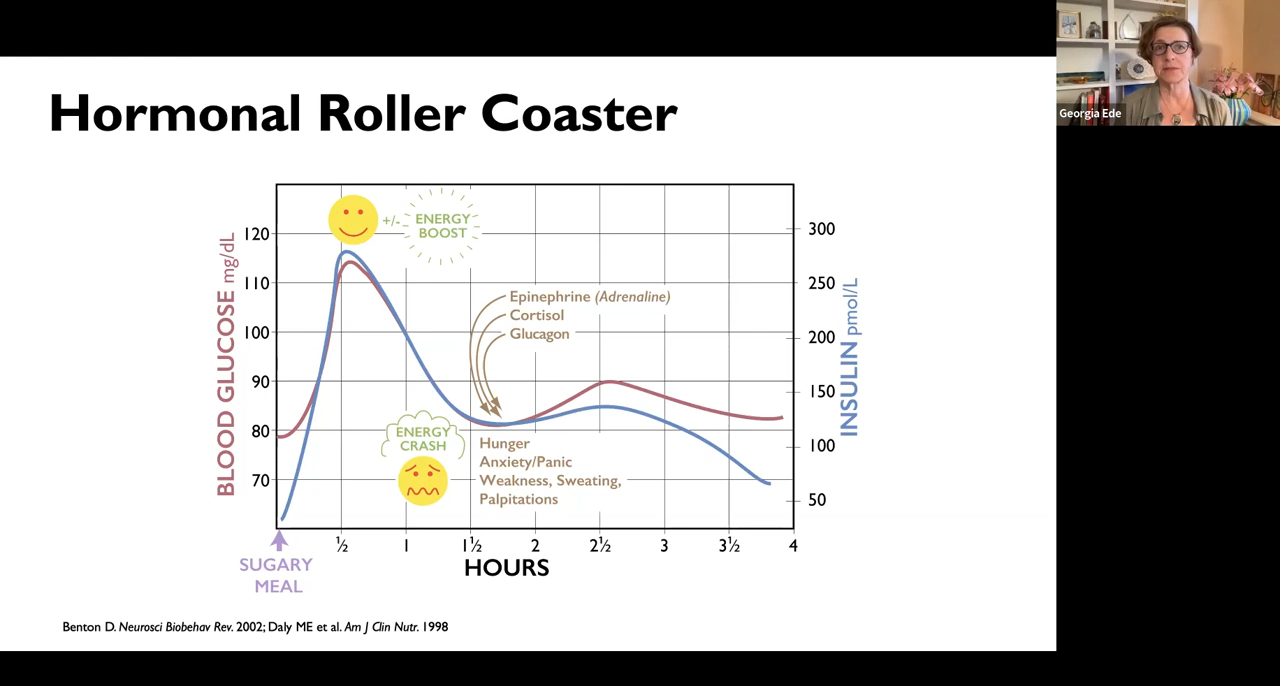 Georgia Ede
Hormonal Roller Coaster
+/-
ENERGY
BOOST
BLOOD GLUCOSE mg/dL
120
110
100
90
80
70
Epinephrine (Adrenaline)
Cortisol
Glucagon
ENERGY
CRASH
Hunger
Anxiety/Panic
Weakness, Sweating,
Palpitations
300
250
200
150
100
50
INSULIN pmol/L
½ 1 1½ 2 2½ 3 3½ 4
HOURS
SUGARY
MEAL
Benton D. Neurosci Biobehav Rev. 2002; Daly ME et al. Am J Clin Nutr. 1998